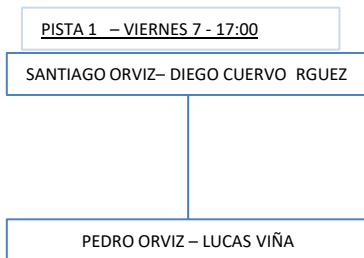 PISTA 1 – VIERNES 7 - 17:00
SANTIAGO ORVIZ– DIEGO CUERVO RGUEZ
PEDRO ORVIZ – LUCAS VIÑA